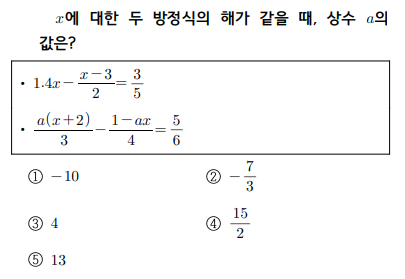 x에 대한 두 방정식의 해가 같을 때, 상수 a의
값은?
• 1.4x − \frac{x−3}{2} = \frac{3}{5}
• \frac{a(x+2)}{3} − \frac{1−ax}{4} = \frac{5}{6}
① −10 ② −\frac{7}{3}
③ 4 ④ \frac{15}{2}
⑤ 13